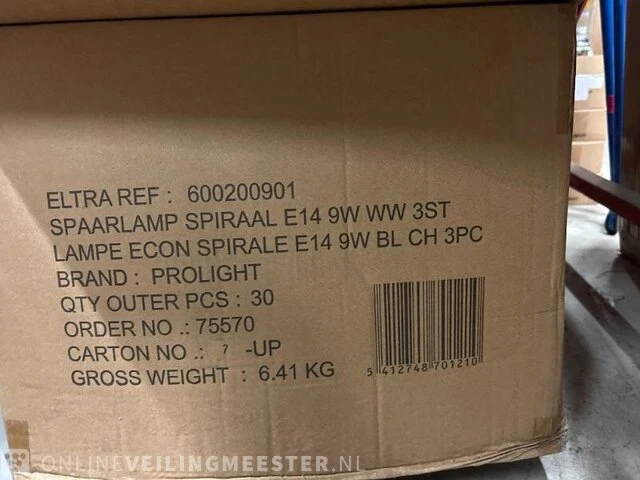 ELTRA REF : 600200901
SPAARLAMP SPIRAAL E14 9W WW 3ST
LAMPE ECON SPIRALE E14 9W BL CH 3PC
BRAND : PROLIGHT
QTY OUTER PCS : 30
ORDER NO .: 75570
CARTON NO .: ? -UP
GROSS WEIGHT : 6.41 KG
5 412748 701210
ONLINEVEILINGMEESTER.NL